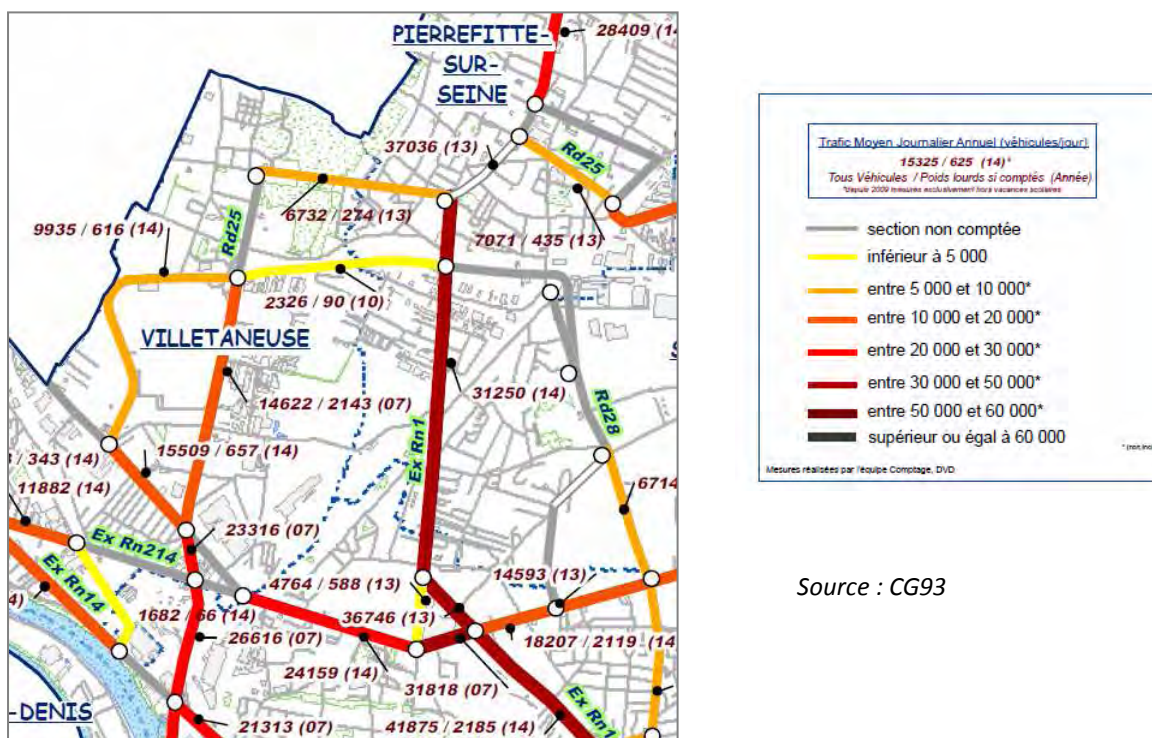 PIERREFITTE-
SUR-
SEINE
28409 (14
37036 (13)
Rd25
6732 / 274 (13)
9935 / 616 (14)
Rd25
7071 / 435 (13)
2326 / 90 (10)
VILLETANEUSE
31250 (14)
14622 / 2143 (07)
Rd28
Ex Rn1
15509 / 657 (14)
/ 343 (14)
11882 (14)
6714
23316 (07)
Ex Rn214
Ex Rn14
4764 / 588 (13)
14593 (13)
36746 (13)
4)
1682 / 66 (14)
26616 (07)
18207 / 2119 (14
24159 (14)
31818 (07)
-DENIS
21313 (07)
41875 / 2185 (14)
Ex Rn1
Trafic Moyen Journalier Annuel (véhicules/jour)
15325 / 625 (14)*
Tous Véhicules / Poids lourds si comptés (Année)
*depuis 2009 mesures exclusivement hors vacances scolaires
section non comptée
inférieur à 5 000
entre 5 000 et 10 000*
entre 10 000 et 20 000*
entre 20 000 et 30 000*
entre 30 000 et 50 000*
entre 50 000 et 60 000*
supérieur ou égal à 60 000
Mesures réalisées par l'équipe Comptage, DVD
Source : CG93